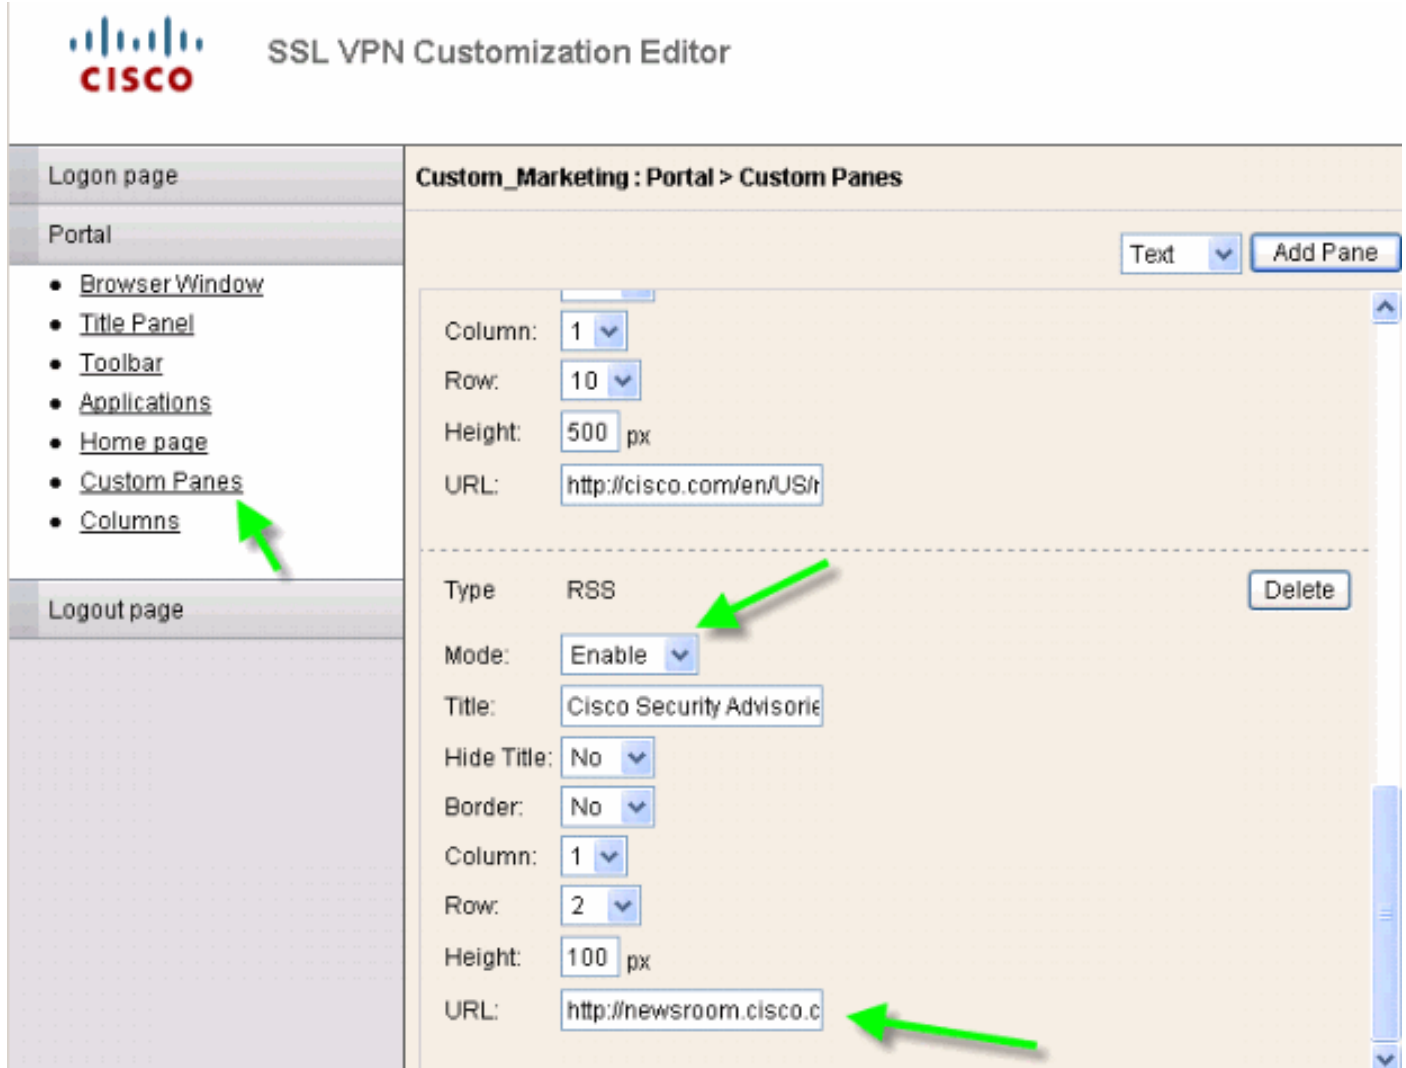 CISCO
SSL VPN Customization Editor
Logon page
Portal
Browser Window
Title Panel
Toolbar
Applications
Home page
Custom Panes
Columns
Logout page
Custom_Marketing : Portal > Custom Panes
Text Add Pane
Column: 1
Row: 10
Height: 500 px
URL: http://cisco.com/en/US/r
Type RSS Delete
Mode: Enable
Title: Cisco Security Advisorie
Hide Title: No
Border: No
Column: 1
Row: 2
Height: 100 px
URL: http://newsroom.cisco.c